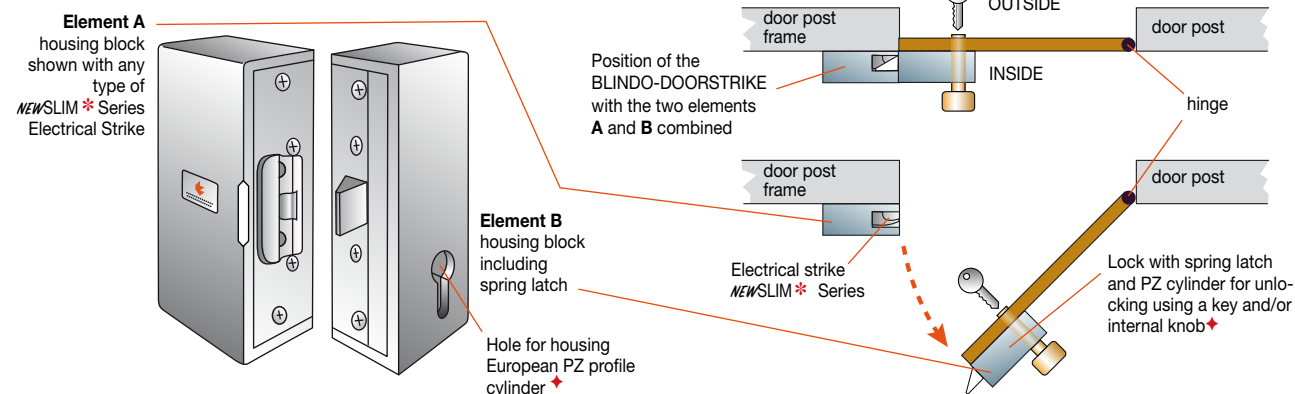 Element A
housing block
shown with any
type of
NEWSLIM * Series
Electrical Strike
Element B
housing block
including
spring latch
Hole for housing
European PZ profile
cylinder ✦
door post
frame
OUTSIDE
door post
Position of the
BLINDO-DOORSTRIKE
with the two elements
A and B combined
INSIDE
hinge
door post
frame
door post
Electrical strike
NEWSLIM * Series
Lock with spring latch
and PZ cylinder for unlo-
cking using a key and/or
internal knob✦